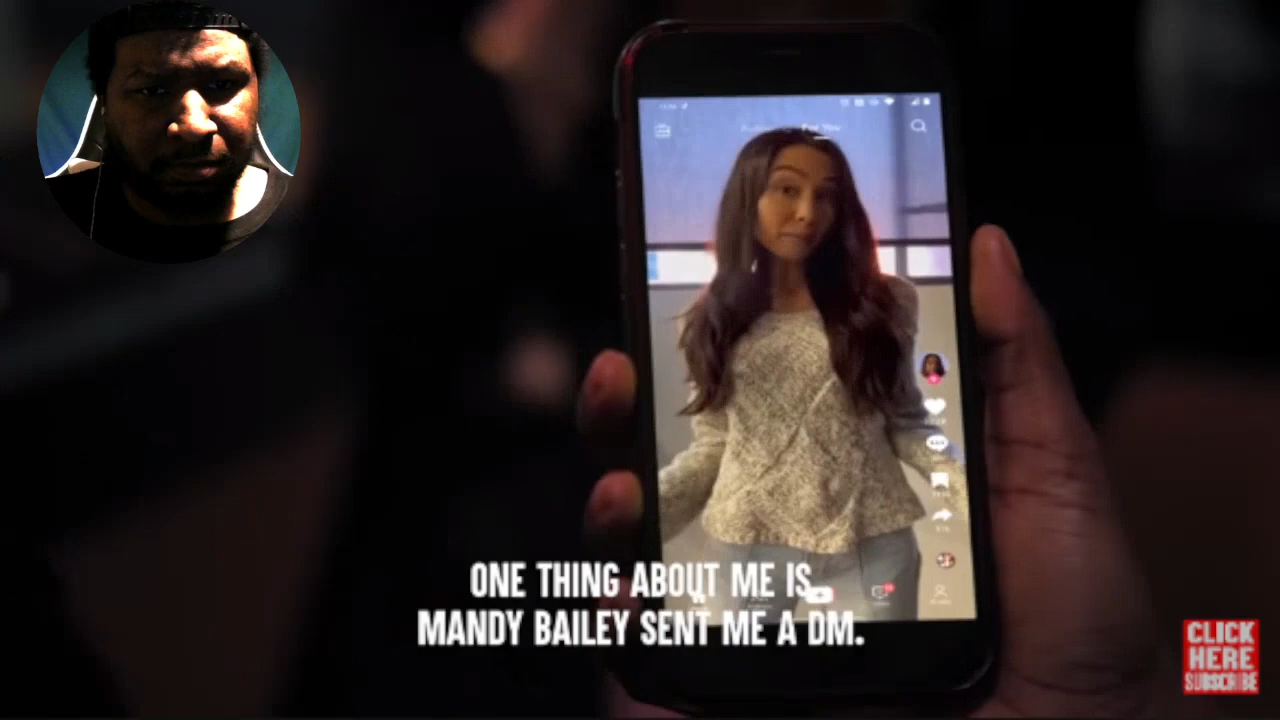 For You
ONE THING ABOUT ME IS
MANDY BAILEY SENT ME A DM.
CLICK
HERE
SUBSCRIBE